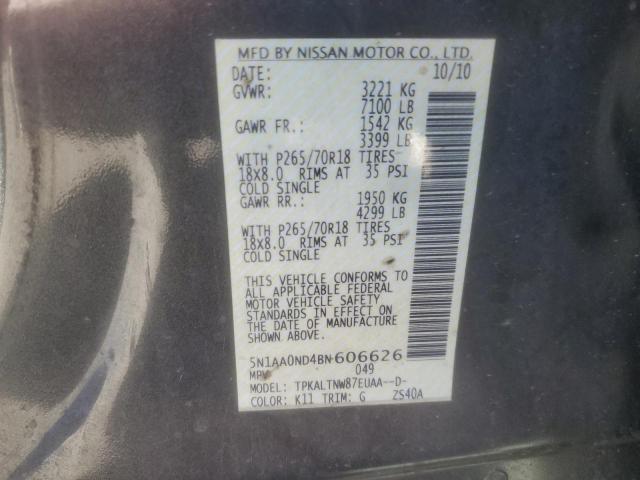 MFD BY NISSAN MOTOR CO., LTD.
DATE: 10/10
GVWR: 3221 KG
7100 LB
GAWR FR.: 1542 KG
3399 LB
WITH P265/70R18 TIRES
18X8.0 RIMS AT 35 PSI
COLD SINGLE
GAWR RR.: 1950 KG
4299 LB
WITH P265/70R18 TIRES
18X8.0 RIMS AT 35 PSI
COLD SINGLE
THIS VEHICLE CONFORMS TO
ALL APPLICABLE FEDERAL
MOTOR VEHICLE SAFETY
STANDARDS IN EFFECT ON
THE DATE OF MANUFACTURE
SHOWN ABOVE.
5N1AA0ND4BN606626
MPV 049
MODEL: TPKALTNW87EUAA--D-
COLOR: K11 TRIM: G ZS40A